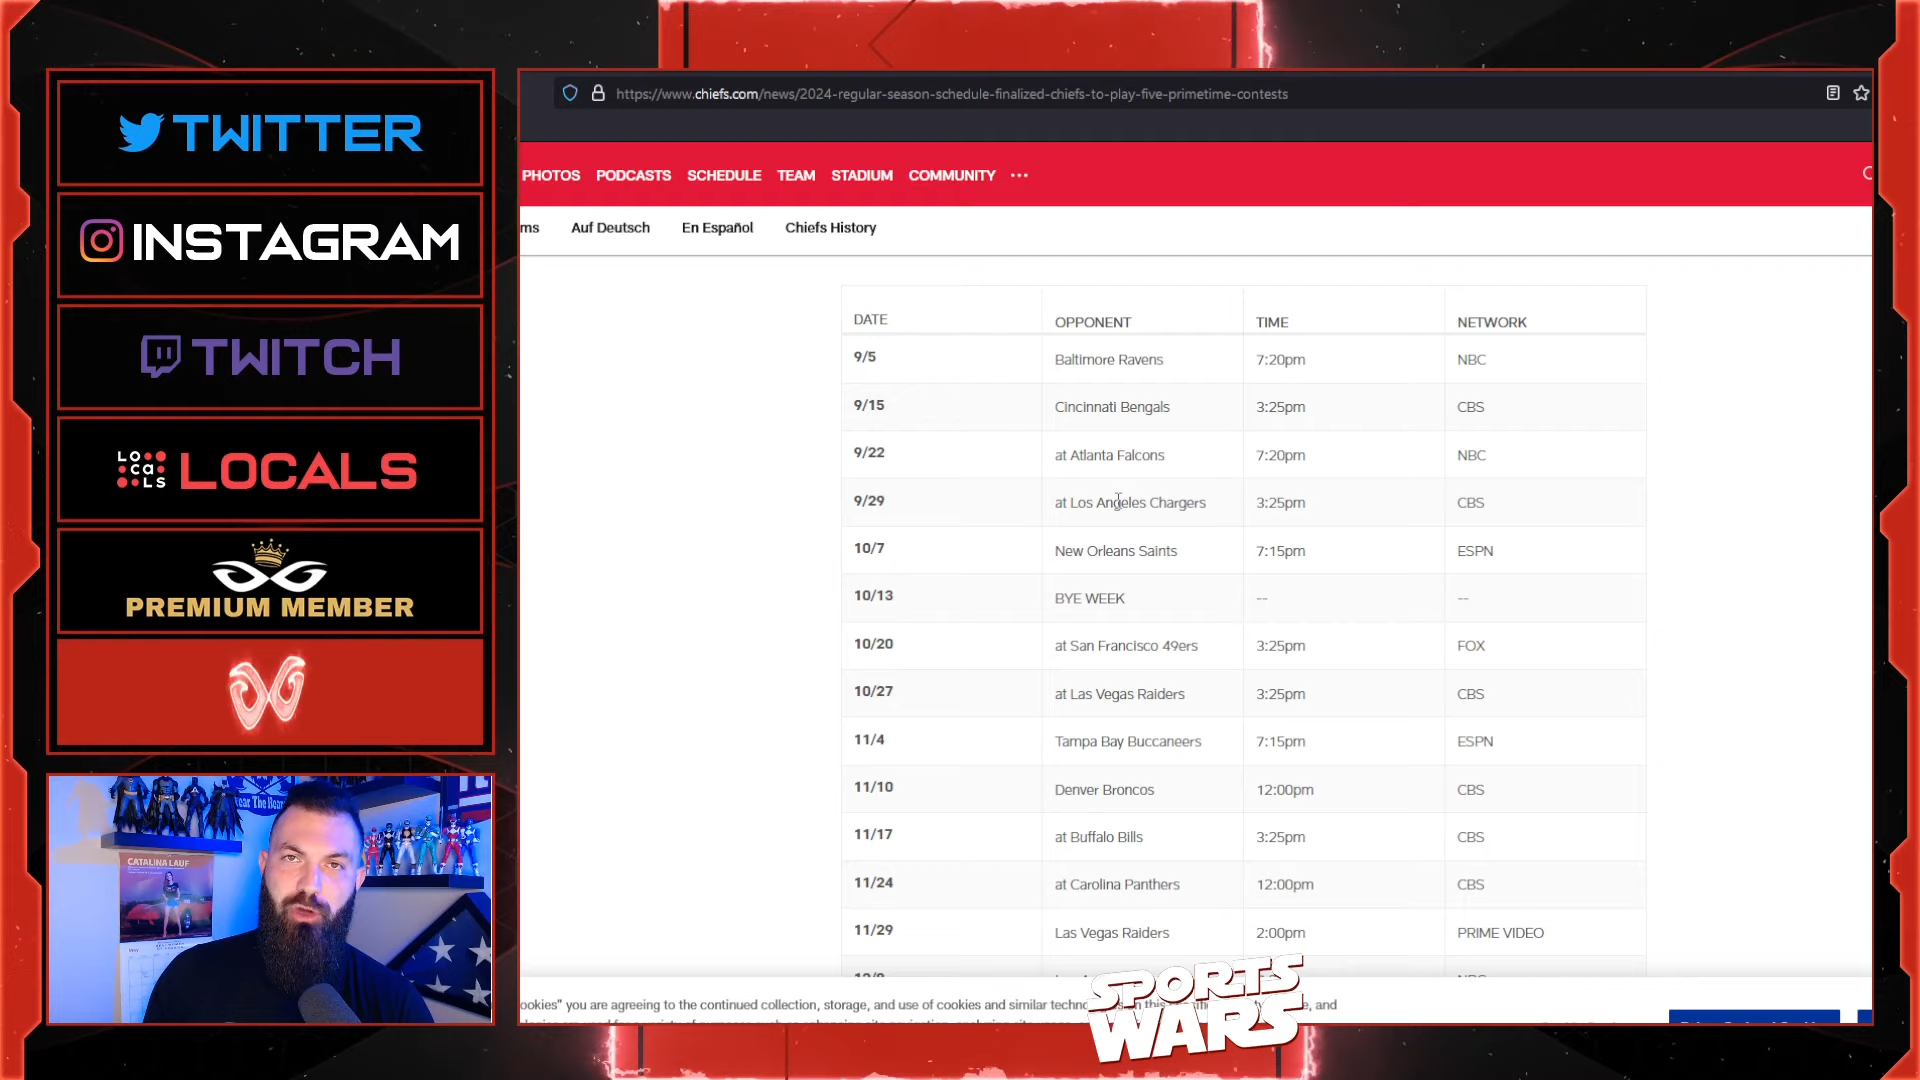 TWITTER
INSTAGRAM
TWITCH
LOCALS
LOCALS
PREMIUM MEMBER
CATALINA LAUF
https://www.chiefs.com/news/2024-regular-season-schedule-finalized-chiefs-to-play-five-primetime-contests
PHOTOS PODCASTS SCHEDULE TEAM STADIUM COMMUNITY ...
ms Auf Deutsch En Español Chiefs History
DATE OPPONENT TIME NETWORK
9/5 Baltimore Ravens 7:20pm NBC
9/15 Cincinnati Bengals 3:25pm CBS
9/22 at Atlanta Falcons 7:20pm NBC
9/29 at Los Angeles Chargers 3:25pm CBS
10/7 New Orleans Saints 7:15pm ESPN
10/13 BYE WEEK -- --
10/20 at San Francisco 49ers 3:25pm FOX
10/27 at Las Vegas Raiders 3:25pm CBS
11/4 Tampa Bay Buccaneers 7:15pm ESPN
11/10 Denver Broncos 12:00pm CBS
11/17 at Buffalo Bills 3:25pm CBS
11/24 at Carolina Panthers 12:00pm CBS
11/29 Las Vegas Raiders 2:00pm PRIME VIDEO
ookies" you are agreeing to the continued collection, storage, and use of cookies and similar
SPORTS
WARS